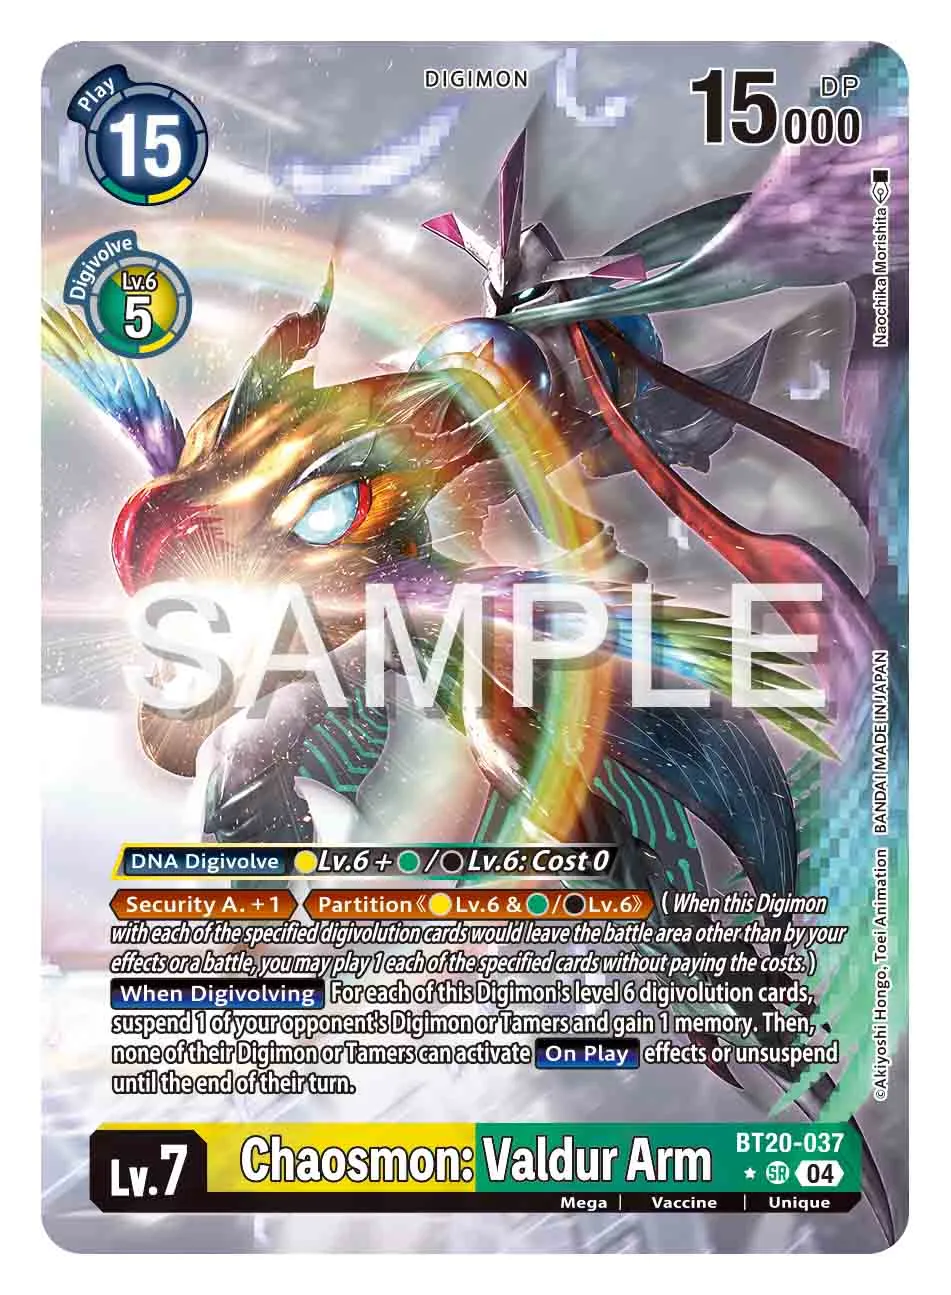 Play
15
DIGIMON
15000
DP
Digivolve
Lv.6
5
Naochika Morishita
SAMPLE
BANDAI MADE IN JAPAN
©Akiyoshi Hongo, Toei Animation
DNA Digivolve Lv.6 + / Lv.6: Cost 0
Security A. +1 Partition《 Lv.6 & / Lv.6》 (When this Digimon
with each of the specified digivolution cards would leave the battle area other than by your
effects or a battle, you may play 1 each of the specified cards without paying the costs.)
When Digivolving For each of this Digimon's level 6 digivolution cards,
suspend 1 of your opponent's Digimon or Tamers and gain 1 memory. Then,
none of their Digimon or Tamers can activate On Play effects or unsuspend
until the end of their turn.
Lv.7
Chaosmon: Valdur Arm
BT20-037
SR 04
Mega | Vaccine | Unique